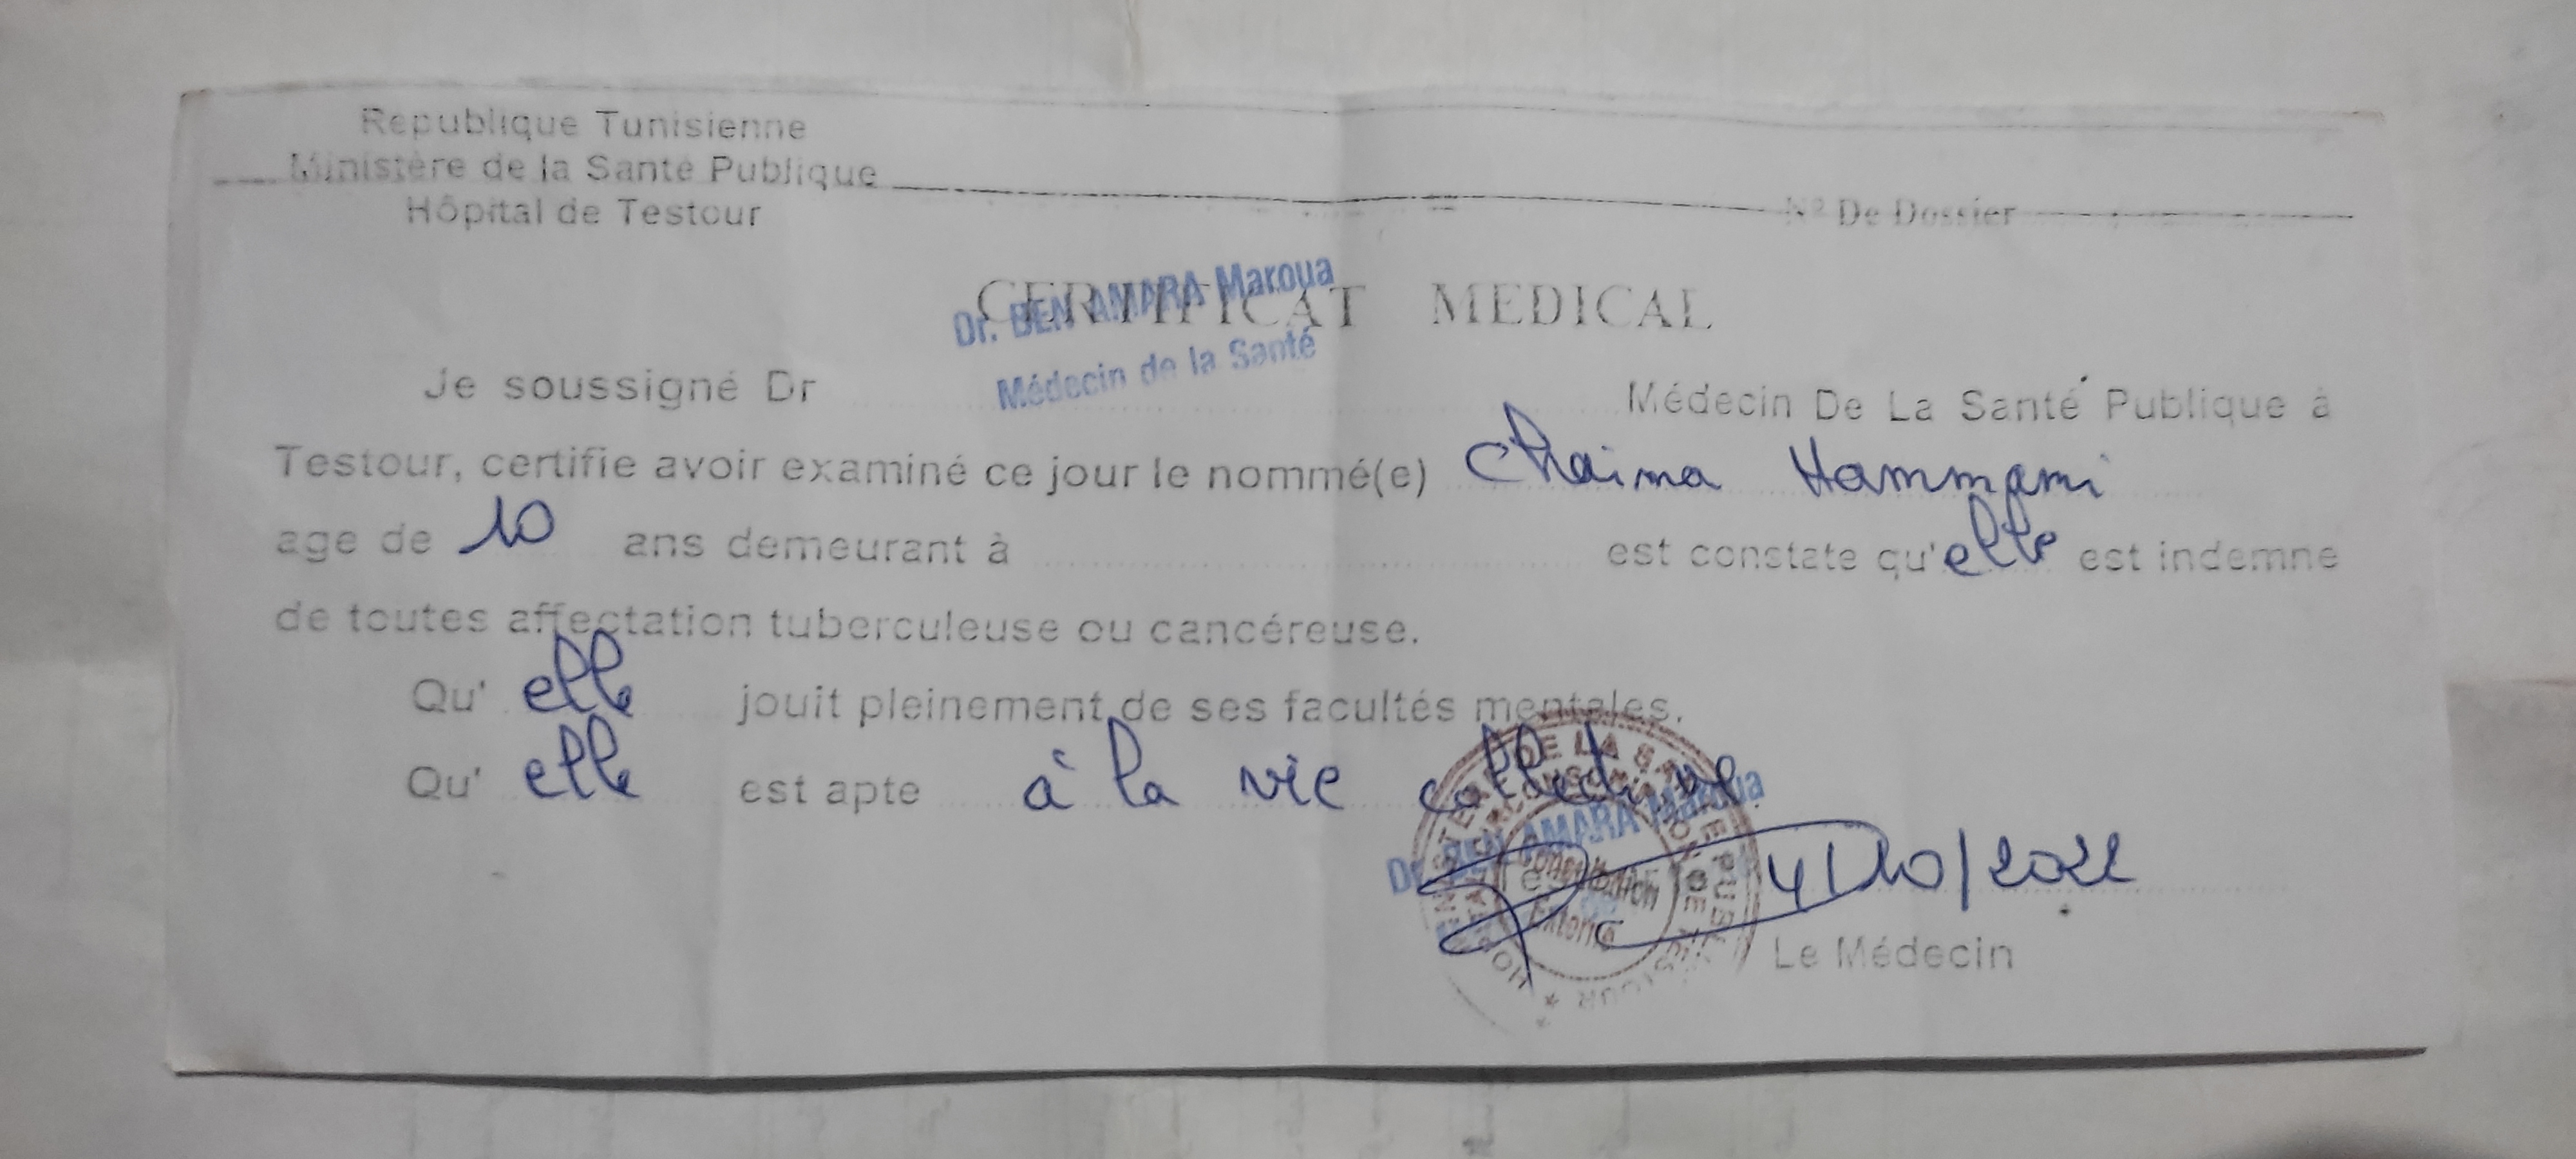 Republique Tunisienne
Ministère de la Santé Publique
Hôpital de Testour
N° De Dossier
CERTIFICAT MEDICAL
Dr. BEN AMARA Maroua
Médecin de la Santé
Je soussigné Dr Médecin De La Santé Publique à
Testour, certifie avoir examiné ce jour le nommé(e) Chaima Hammami
age de 10 ans demeurant à est constate qu'elle est indemne
de toutes affectation tuberculeuse ou cancéreuse.
Qu' elle jouit pleinement de ses facultés mentales.
Qu' elle est apte à la vie collective
Dr. BEN AMARA Maroua
Consultation
Externe
4/10/2022
Le Médecin